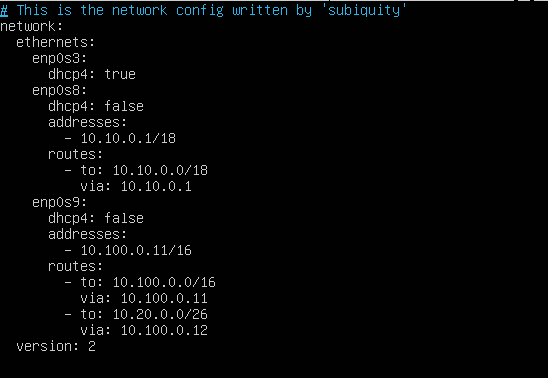 # This is the network config written by 'subiquity'
network:
  ethernets:
    enp0s3:
      dhcp4: true
    enp0s8:
      dhcp4: false
      addresses:
        - 10.10.0.1/18
      routes:
        - to: 10.10.0.0/18
          via: 10.10.0.1
    enp0s9:
      dhcp4: false
      addresses:
        - 10.100.0.11/16
      routes:
        - to: 10.100.0.0/16
          via: 10.100.0.11
        - to: 10.20.0.0/26
          via: 10.100.0.12
  version: 2